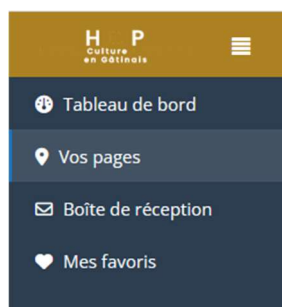 H P
Culture
en Gâtinais
Tableau de bord
Vos pages
Boîte de réception
Mes favoris